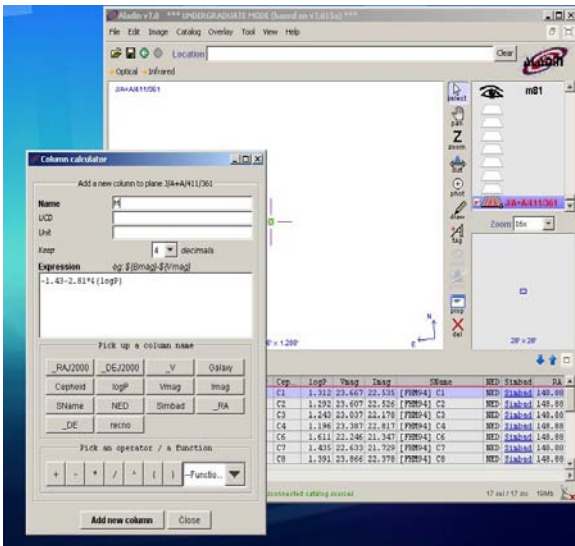 Aladin v7.0 *** UNDERGRADUATE MODE (based on v7.015a) ***
File Edit Image Catalog Overlay Tool View Help
Location Clear
Optical Infrared Aladin
J/A+A/411/361
select
pan
zoom
dist
phot
draw
tag
prop
del
m81
J/A+A/411/361
Zoom 16x
N
E
28' x 28'
Column calculator
Add a new column to plane J/A+A/411/361
Name M
UCD
Unit
Keep 4 decimals
Expression eg: ${Bmag}-${Vmag}
-1.43-2.81*${logP}
Pick up a column name
_RAJ2000 _DEJ2000 _V Galaxy
Cepheid logP Vmag Imag
SName NED Simbad _RA
_DE recno
Pick an operator / a function
+ - * / ^ ( ) --Functio...
Add new column Close
Cep... logP Vmag Imag SName NED Simbad RA
C1 1.312 23.667 22.535 [FHM94] C1 NED Simbad 148.88
C2 1.292 23.607 22.526 [FHM94] C2 NED Simbad 148.88
C3 1.243 23.037 22.178 [FHM94] C3 NED Simbad 148.88
C4 1.196 23.387 22.817 [FHM94] C4 NED Simbad 148.88
C6 1.611 22.246 21.347 [FHM94] C6 NED Simbad 148.88
C7 1.435 22.633 21.729 [FHM94] C7 NED Simbad 148.88
C8 1.391 23.866 22.378 [FHM94] C8 NED Simbad 148.88
17 sel / 17 src 19Mb